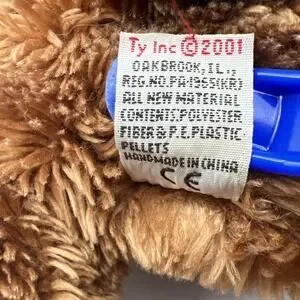 Ty Inc ©2001
OAKBROOK, IL.,
REG.NO.PA-1965(KR)
ALL NEW MATERIAL
CONTENTS: POLYESTER
FIBER & P.E. PLASTIC
PELLETS
HANDMADE IN CHINA
CE